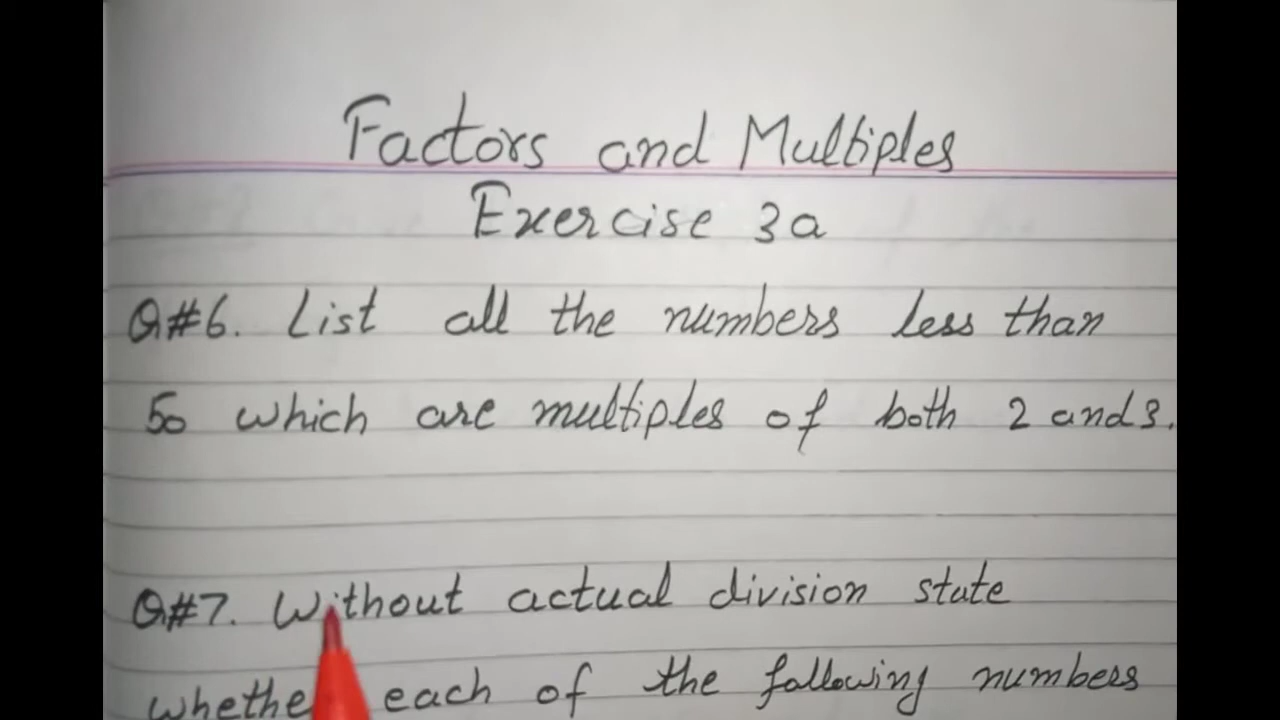 Factors and Multiples
Exercise 3a
Q#6. List all the numbers less than
50 which are multiples of both 2 and 3.
Q#7. Without actual division state
whethe each of the following numbers